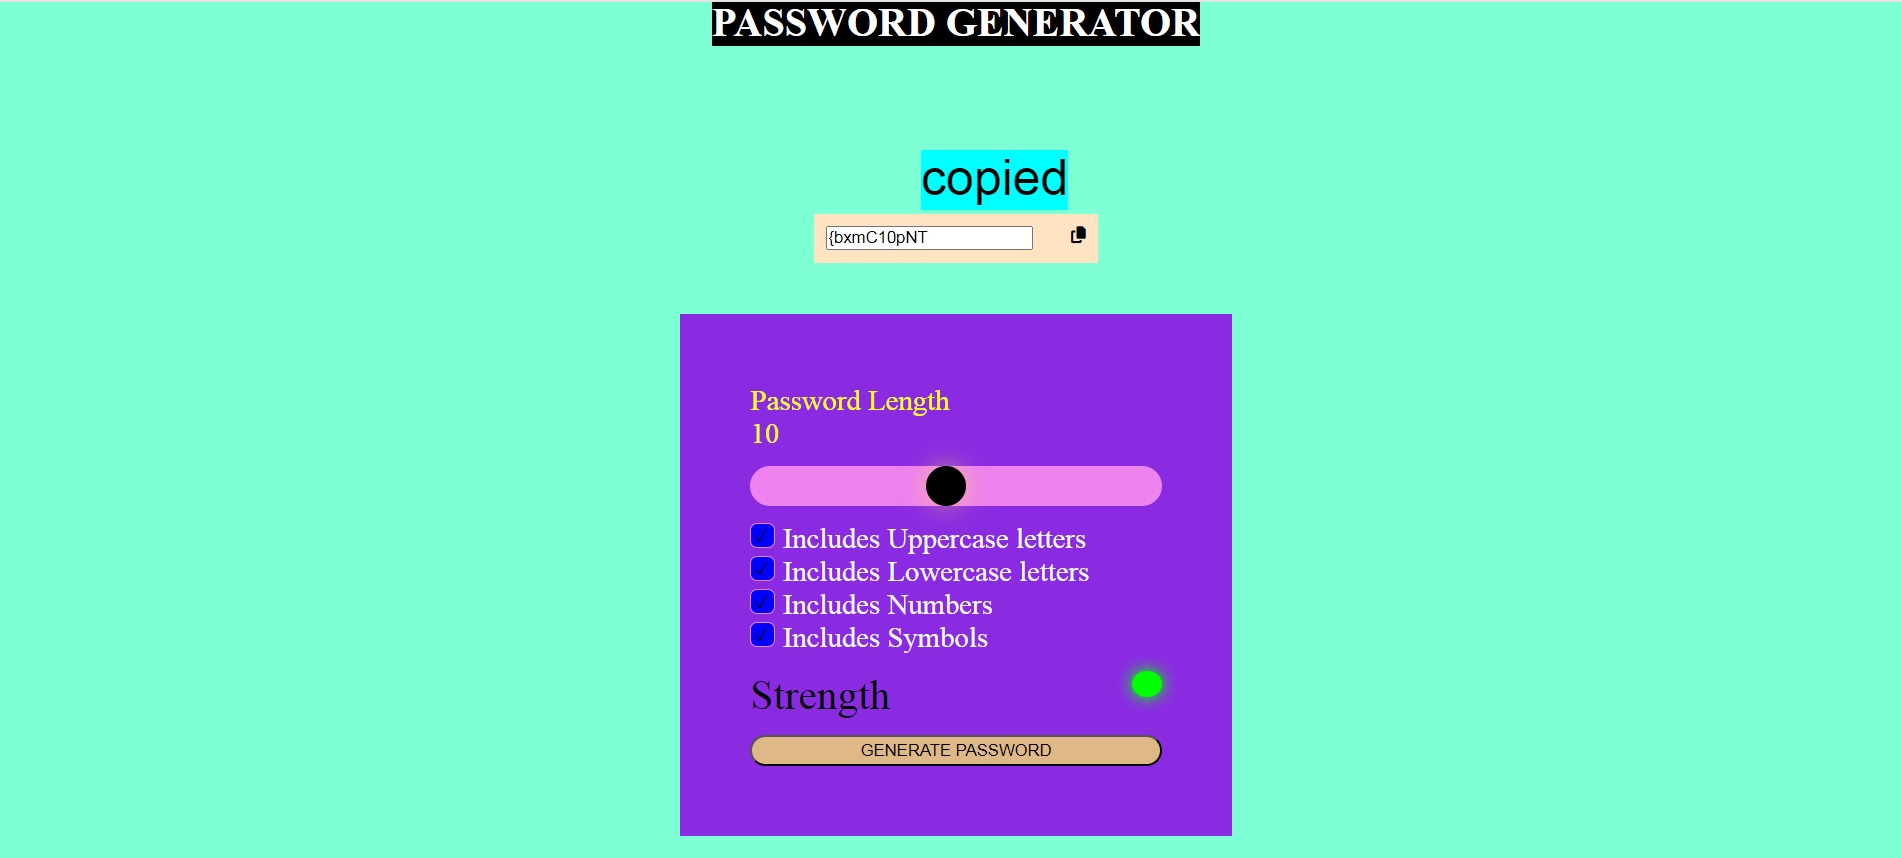 PASSWORD GENERATOR
copied
{bxmC10pNT
Password Length
10
Includes Uppercase letters
Includes Lowercase letters
Includes Numbers
Includes Symbols
Strength
GENERATE PASSWORD